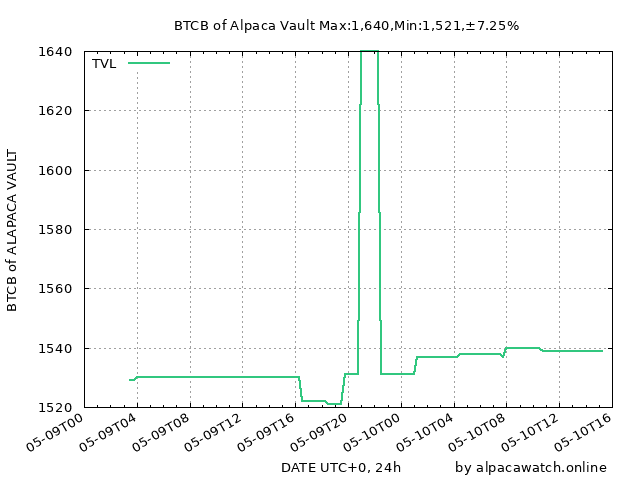 BTCB of Alpaca Vault Max:1,640,Min:1,521,±7.25%
TVL
1640
1620
1600
1580
1560
1540
1520
BTCB of ALAPACA VAULT
05-09T00
05-09T04
05-09T08
05-09T12
05-09T16
05-09T20
05-10T00
05-10T04
05-10T08
05-10T12
05-10T16
DATE UTC+0, 24h
by alpacawatch.online